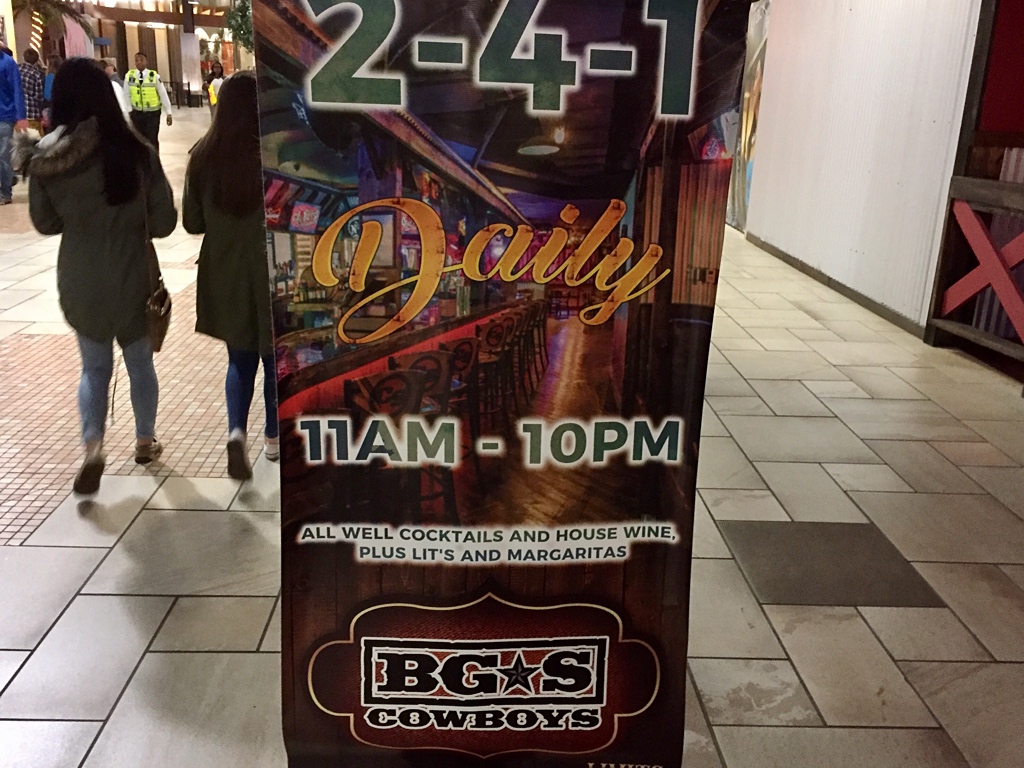 2-4-1
Daily
11AM - 10PM
ALL WELL COCKTAILS AND HOUSE WINE,
PLUS LIT'S AND MARGARITAS
BG★S
COWBOYS